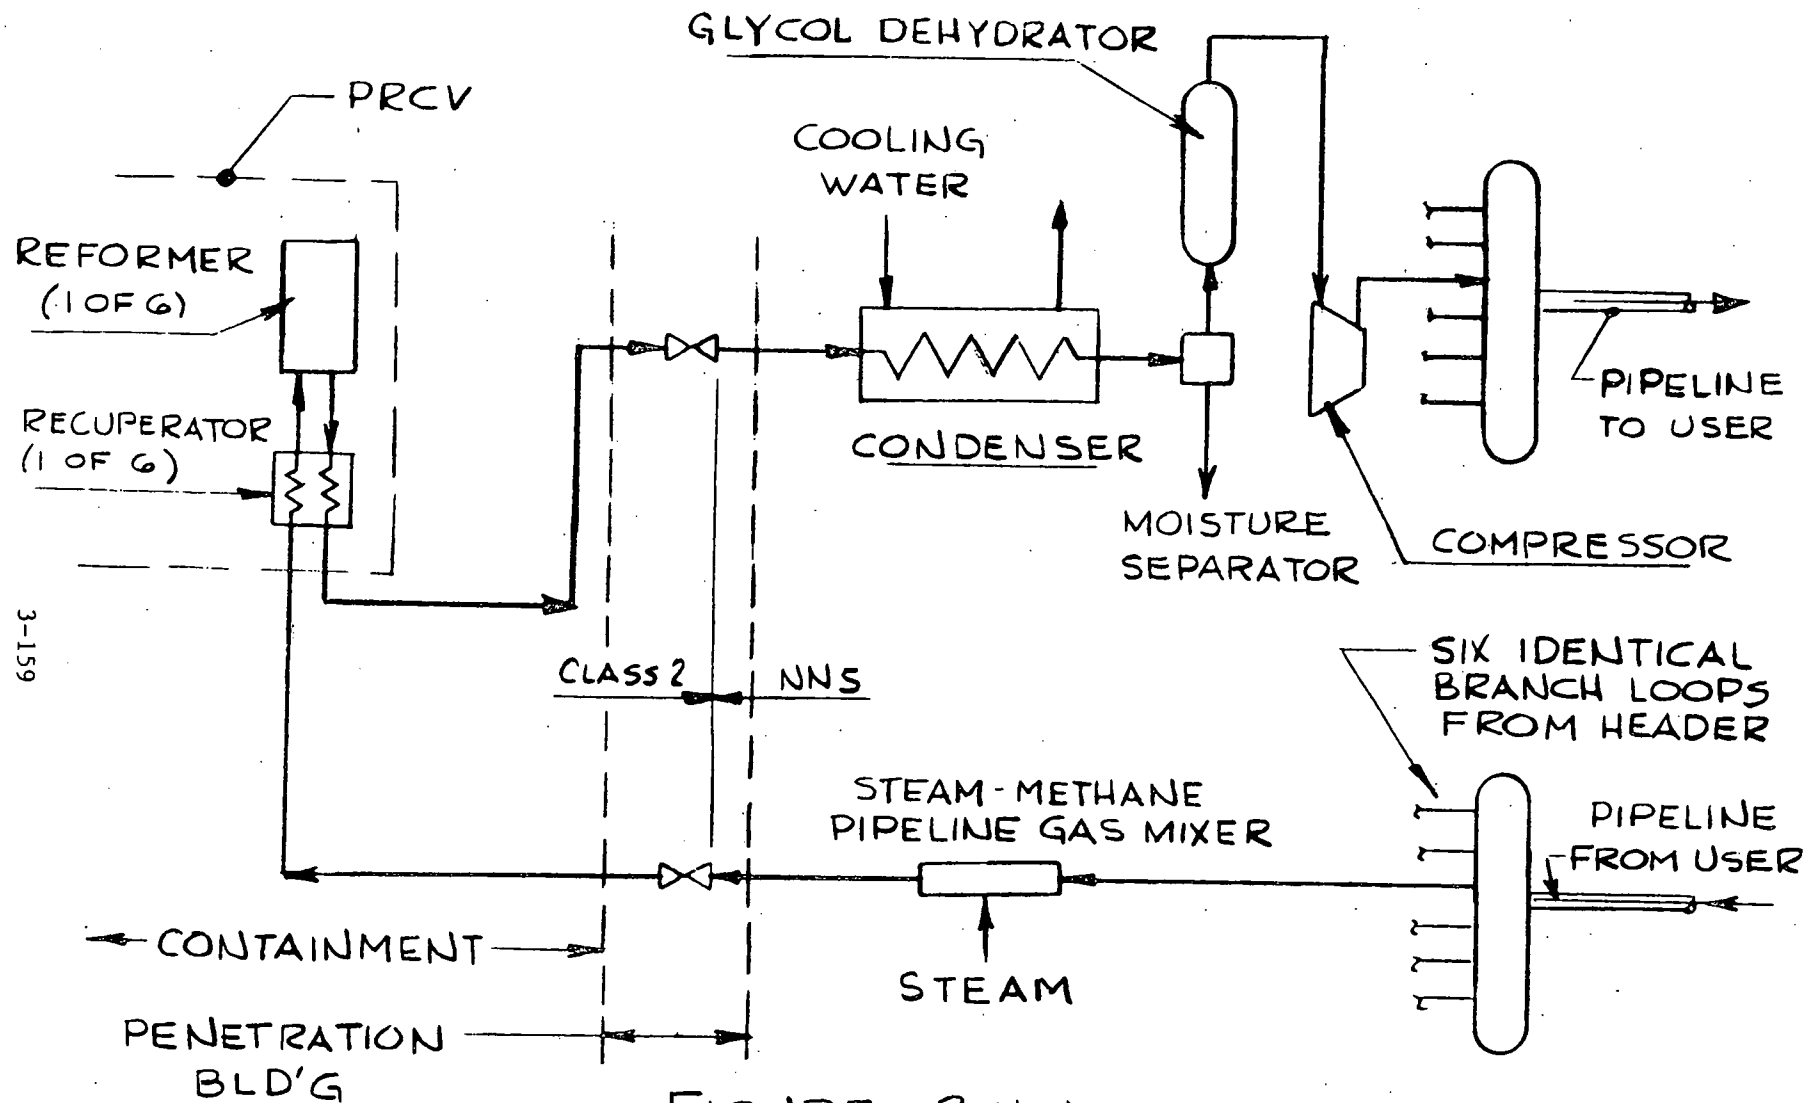 GLYCOL DEHYDRATOR
PRCV
COOLING
WATER
REFORMER
(1 OF 6)
RECUPERATOR
(1 OF 6)
CONDENSER
PIPELINE
TO USER
MOISTURE
SEPARATOR
COMPRESSOR
3-159
CLASS 2
NNS
SIX IDENTICAL
BRANCH LOOPS
FROM HEADER
STEAM-METHANE
PIPELINE GAS MIXER
PIPELINE
FROM USER
STEAM
CONTAINMENT
PENETRATION
BLD'G